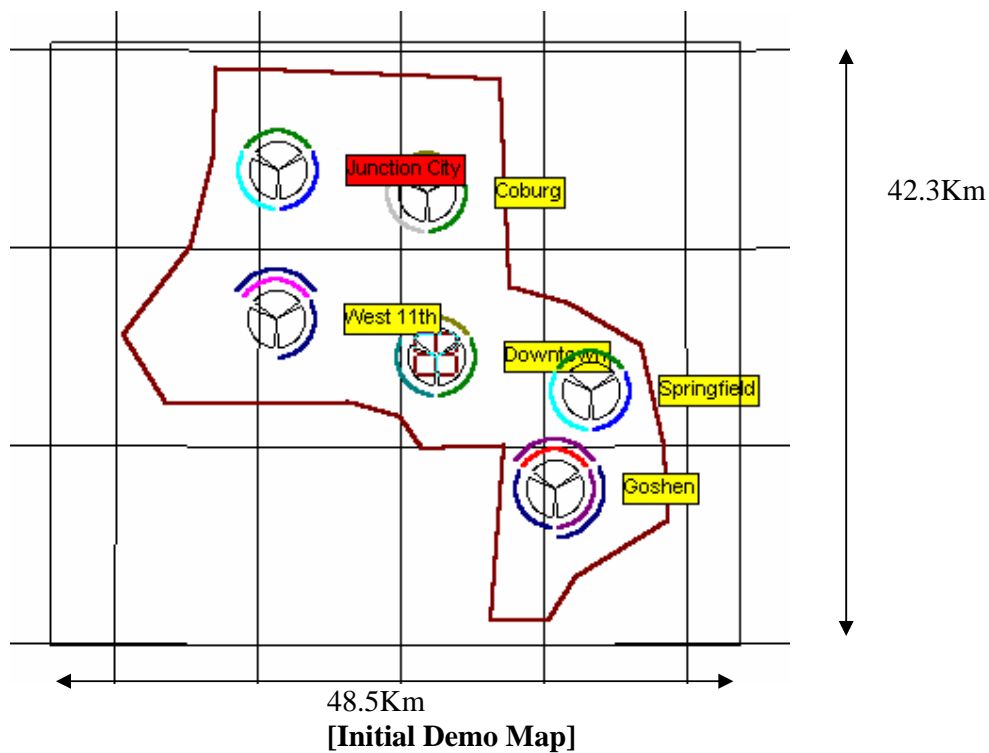 Junction City
Coburg
42.3Km
West 11th
Downtown
Springfield
Goshen
48.5Km
[Initial Demo Map]